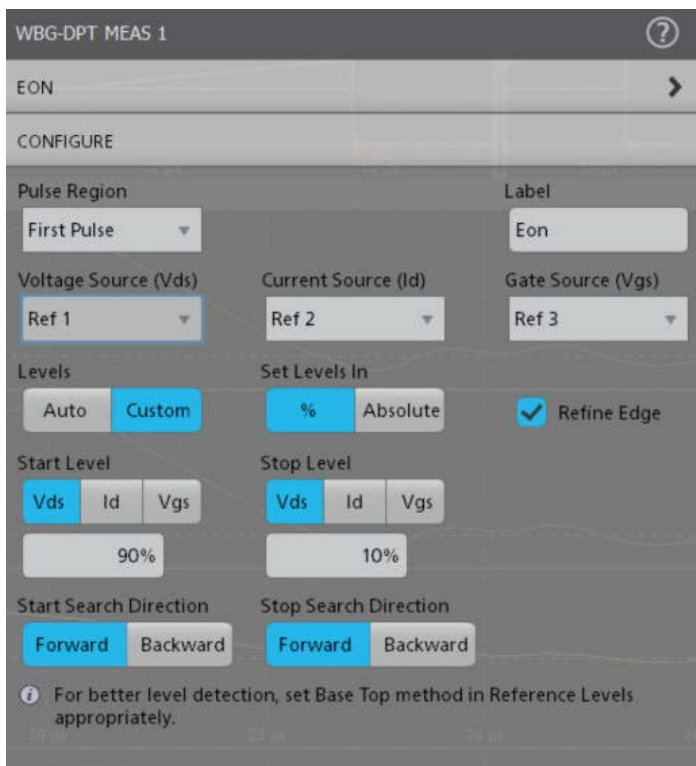 WBG-DPT MEAS 1
?
EON
CONFIGURE
Pulse Region
Label
First Pulse
Eon
Voltage Source (Vds)
Current Source (Id)
Gate Source (Vgs)
Ref 1
Ref 2
Ref 3
Levels
Set Levels In
Auto
Custom
%
Absolute
Refine Edge
Start Level
Stop Level
Vds
Id
Vgs
Vds
Id
Vgs
90%
10%
Start Search Direction
Stop Search Direction
Forward
Backward
Forward
Backward
i
For better level detection, set Base Top method in Reference Levels
appropriately.